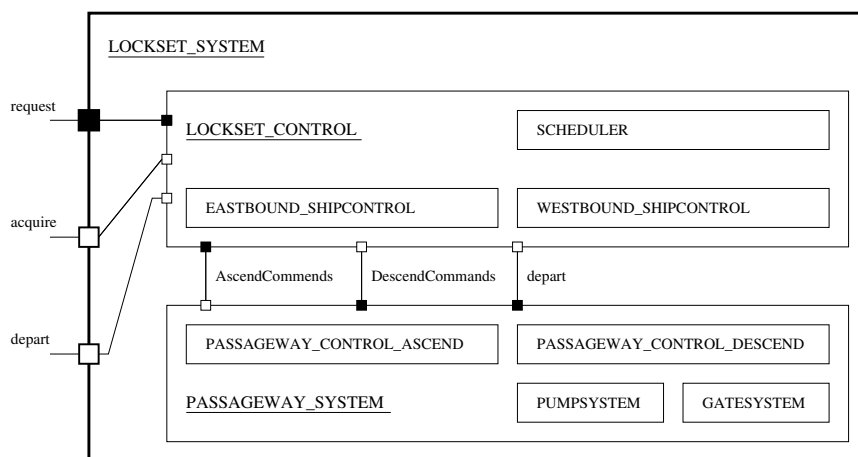 LOCKSET_SYSTEM
request
LOCKSET_CONTROL
SCHEDULER
acquire
EASTBOUND_SHIPCONTROL
WESTBOUND_SHIPCONTROL
AscendCommends
DescendCommands
depart
depart
PASSAGEWAY_CONTROL_ASCEND
PASSAGEWAY_CONTROL_DESCEND
PASSAGEWAY_SYSTEM
PUMPSYSTEM
GATESYSTEM